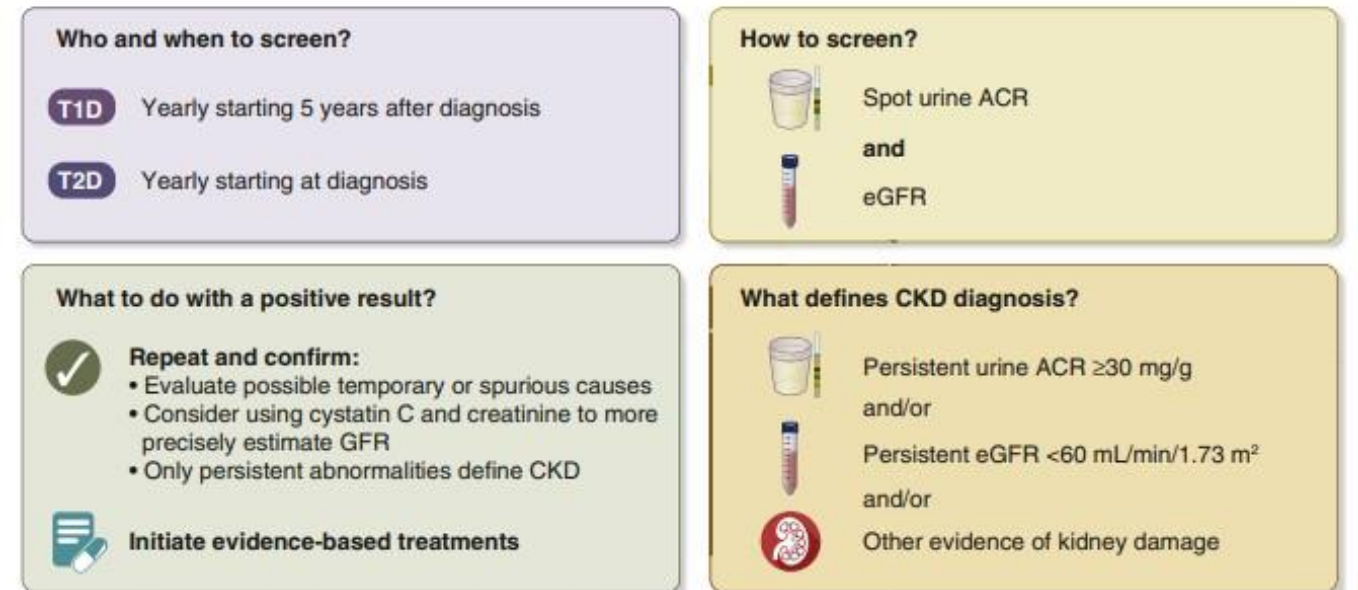 Who and when to screen?
T1D Yearly starting 5 years after diagnosis
T2D Yearly starting at diagnosis
How to screen?
Spot urine ACR
and
eGFR
What to do with a positive result?
Repeat and confirm:
• Evaluate possible temporary or spurious causes
• Consider using cystatin C and creatinine to more
precisely estimate GFR
• Only persistent abnormalities define CKD
Initiate evidence-based treatments
What defines CKD diagnosis?
Persistent urine ACR ≥30 mg/g
and/or
Persistent eGFR <60 mL/min/1.73 m²
and/or
Other evidence of kidney damage